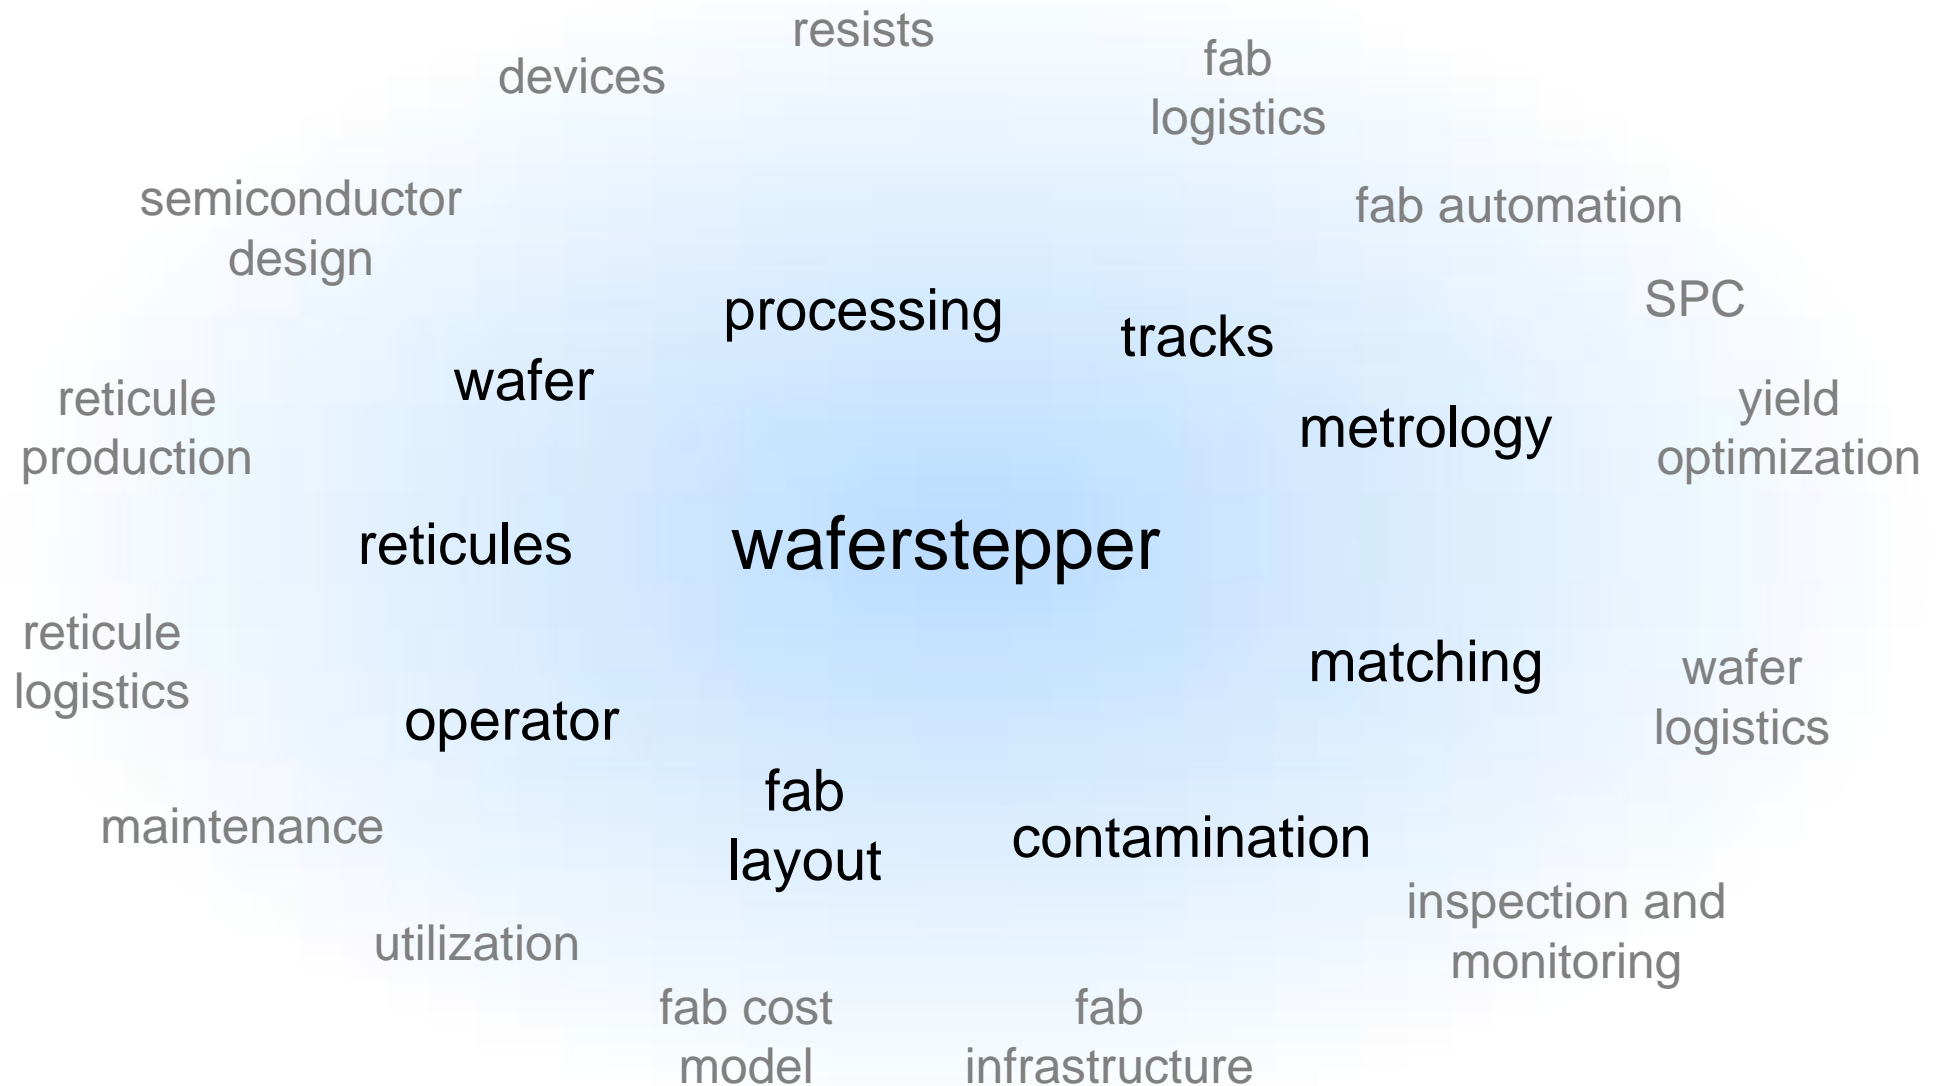 resists
devices
fab
logistics
semiconductor
design
fab automation
SPC
processing
tracks
wafer
metrology
reticule
production
yield
optimization
reticules
waferstepper
reticule
logistics
matching
wafer
logistics
operator
fab
layout
maintenance
contamination
inspection and
monitoring
utilization
fab cost
model
fab
infrastructure